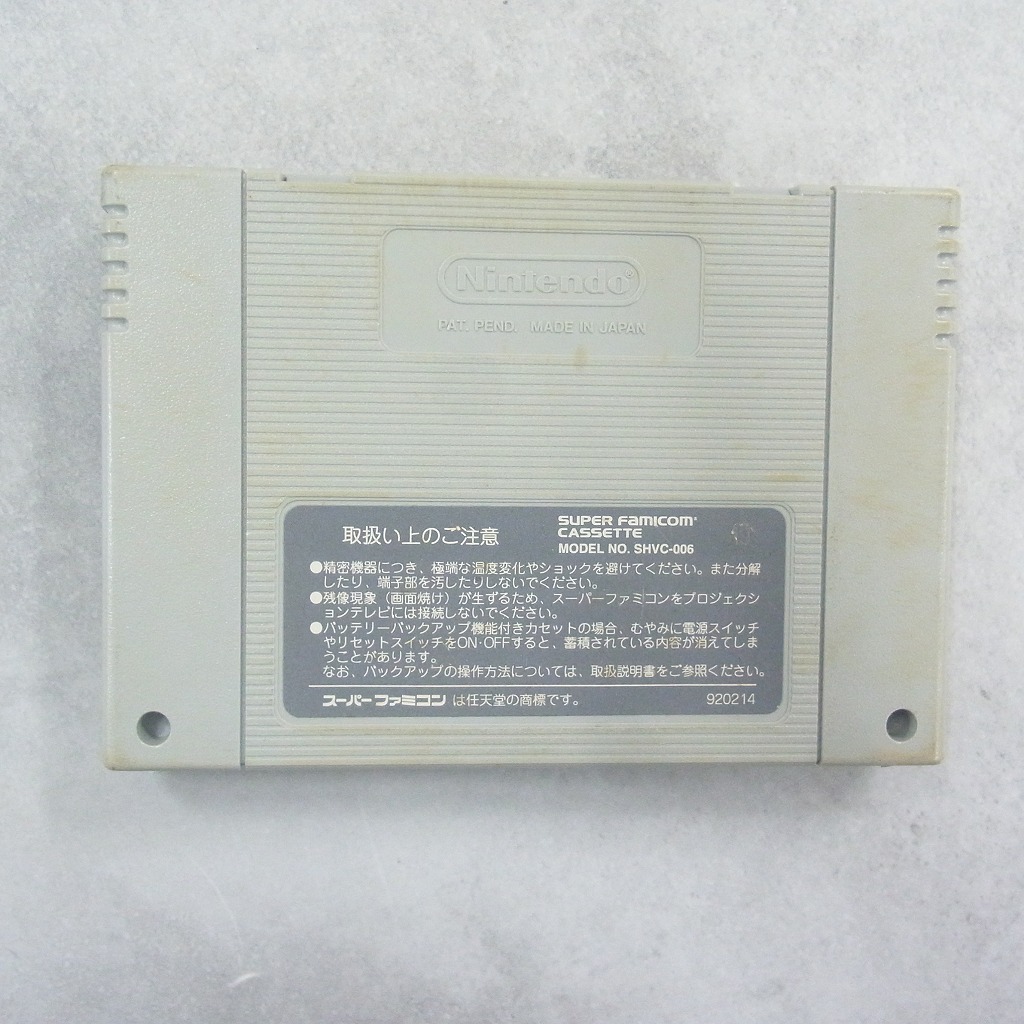 Nintendo®
PAT. PEND. MADE IN JAPAN
取扱い上のご注意
SUPER FAMICOM
CASSETTE
MODEL NO. SHVC-006
●精密機器につき、極端な温度変化やショックを避けてください。また分解
したり、端子部を汚したりしないでください。
●残像現象（画面焼け）が生ずるため、スーパーファミコンをプロジェクシ
ョンテレビには接続しないでください。
●バッテリーバックアップ機能付きカセットの場合、むやみに電源スイッチ
やリセットスイッチをON·OFFすると、蓄積されている内容が消えてしま
うことがあります。
なお、バックアップの操作方法については、取扱説明書をご参照ください。
スーパーファミコン は任天堂の商標です。
920214